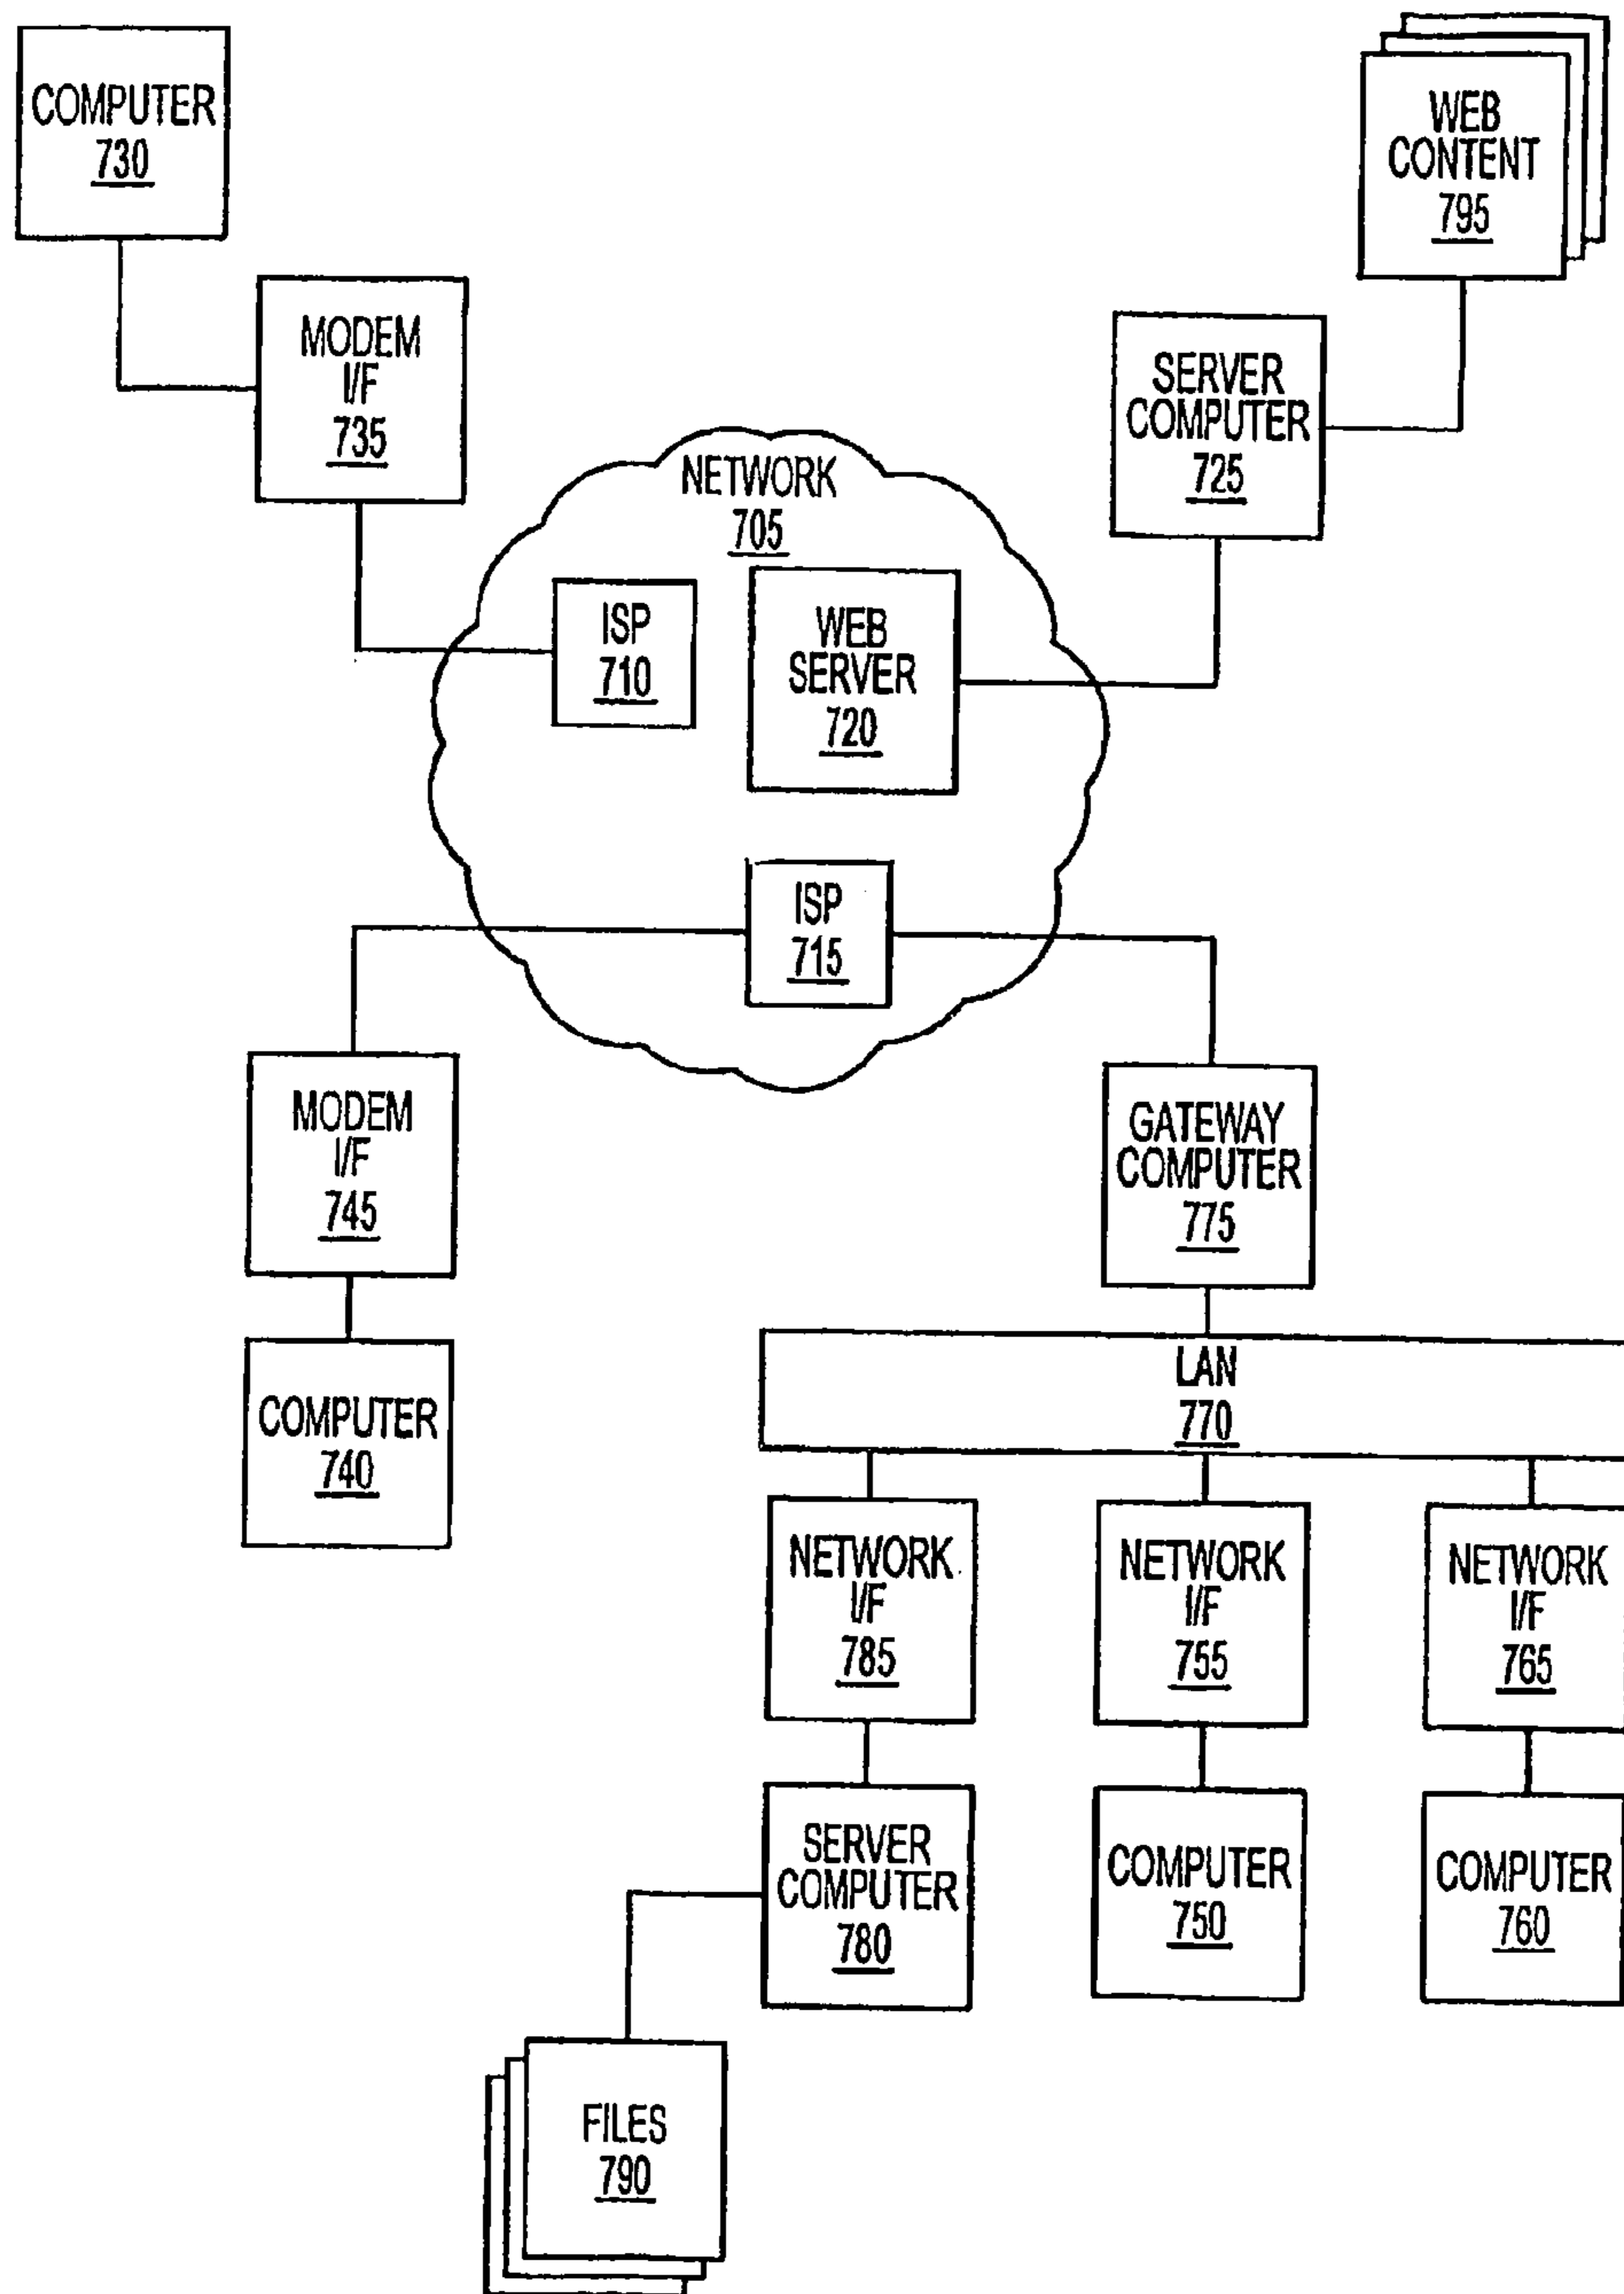 COMPUTER
730
WEB
CONTENT
795
MODEM
I/F
735
SERVER
COMPUTER
725
NETWORK
705
ISP
710
WEB
SERVER
720
ISP
715
MODEM
I/F
745
GATEWAY
COMPUTER
775
COMPUTER
740
LAN
770
NETWORK
I/F
785
NETWORK
I/F
755
NETWORK
I/F
765
SERVER
COMPUTER
780
COMPUTER
750
COMPUTER
760
FILES
790